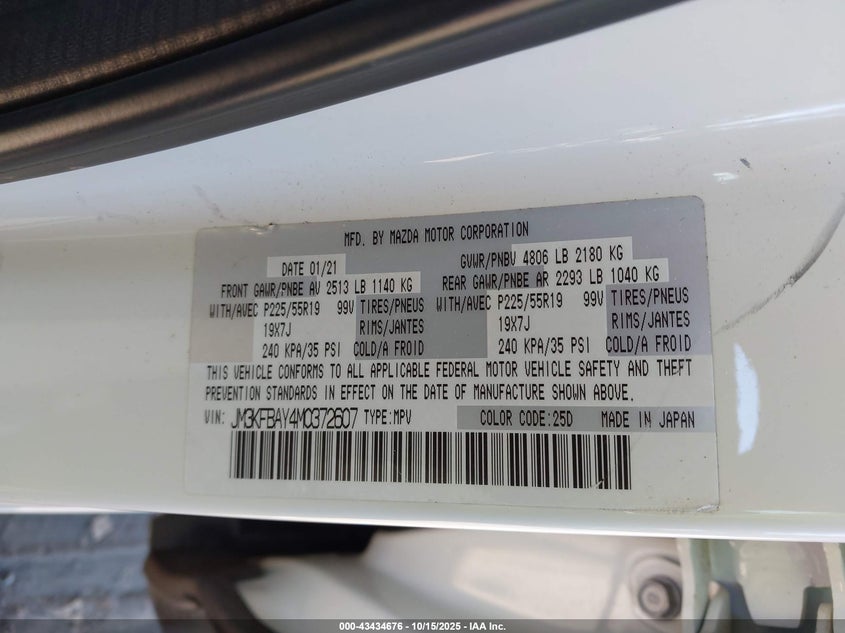 MFD. BY MAZDA MOTOR CORPORATION
DATE 01/21 GVWR/PNBV 4806 LB 2180 KG
FRONT GAWR/PNBE AV 2513 LB 1140 KG REAR GAWR/PNBE AR 2293 LB 1040 KG
WITH/AVEC P225/55R19 99V TIRES/PNEUS WITH/AVEC P225/55R19 99V TIRES/PNEUS
19X7J RIMS/JANTES 19X7J RIMS/JANTES
240 KPA/35 PSI COLD/A FROID 240 KPA/35 PSI COLD/A FROID
THIS VEHICLE CONFORMS TO ALL APPLICABLE FEDERAL MOTOR VEHICLE SAFETY AND THEFT
PREVENTION STANDARDS IN EFFECT ON THE DATE OF MANUFACTURE SHOWN ABOVE.
VIN: JM3KFBAY4M0372607 TYPE:MPV COLOR CODE:25D MADE IN JAPAN
000-43434676 - 10/15/2025 - IAA Inc.